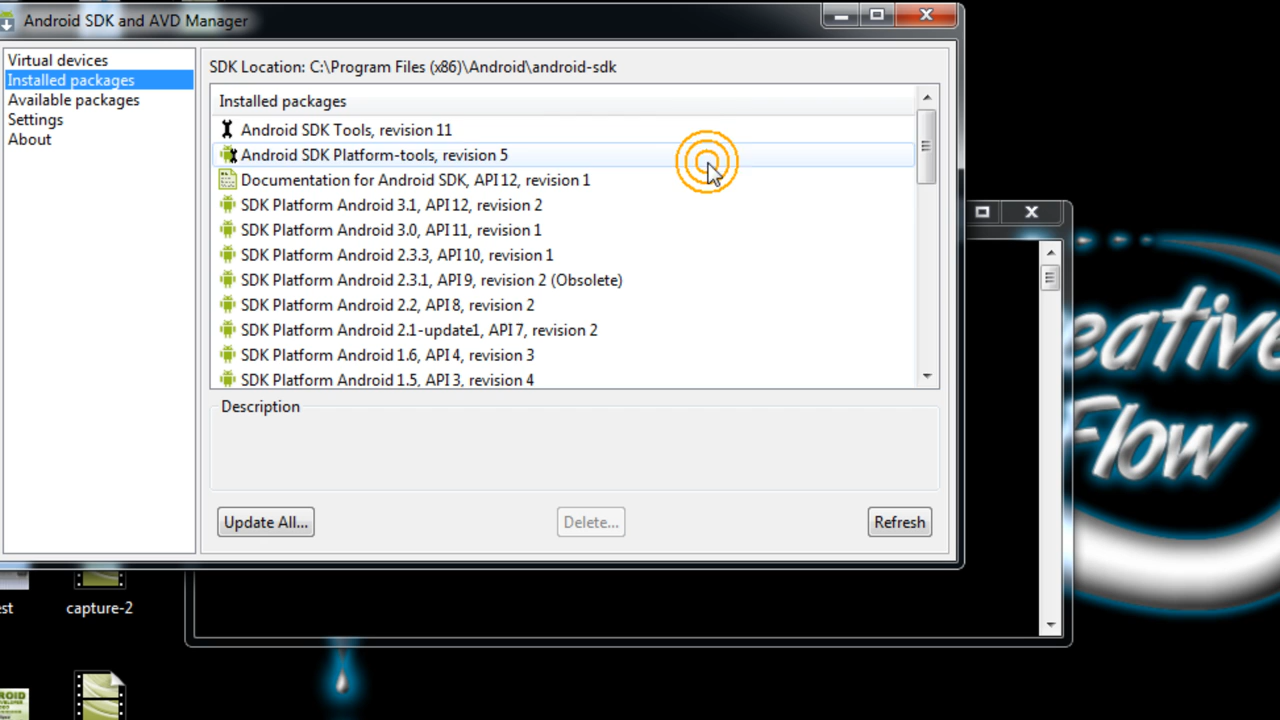 Android SDK and AVD Manager
Virtual devices
Installed packages
Available packages
Settings
About
SDK Location: C:\Program Files (x86)\Android\android-sdk
Installed packages
Android SDK Tools, revision 11
Android SDK Platform-tools, revision 5
Documentation for Android SDK, API 12, revision 1
SDK Platform Android 3.1, API 12, revision 2
SDK Platform Android 3.0, API 11, revision 1
SDK Platform Android 2.3.3, API 10, revision 1
SDK Platform Android 2.3.1, API 9, revision 2 (Obsolete)
SDK Platform Android 2.2, API 8, revision 2
SDK Platform Android 2.1-update1, API 7, revision 2
SDK Platform Android 1.6, API 4, revision 3
SDK Platform Android 1.5, API 3, revision 4
Description
Update All...
Delete...
Refresh
eative
Flow
est
capture-2